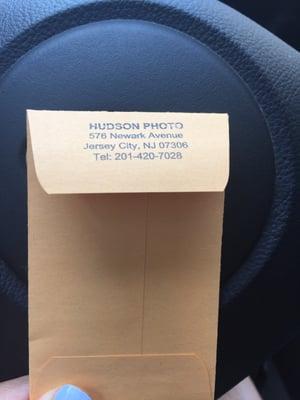 HUDSON PHOTO
576 Newark Avenue
Jersey City, NJ 07306
Tel: 201-420-7028